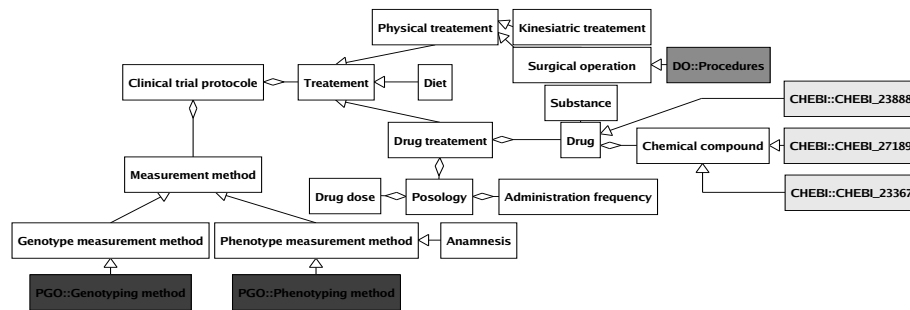 Physical treatement
Kinesiatric treatement
Surgical operation
DO::Procedures
Clinical trial protocole
Treatement
Diet
Substance
CHEBI::CHEBI_23888
Drug treatement
Drug
Chemical compound
CHEBI::CHEBI_27189
Measurement method
Drug dose
Posology
Administration frequency
CHEBI::CHEBI_23367
Genotype measurement method
Phenotype measurement method
Anamnesis
PGO::Genotyping method
PGO::Phenotyping method